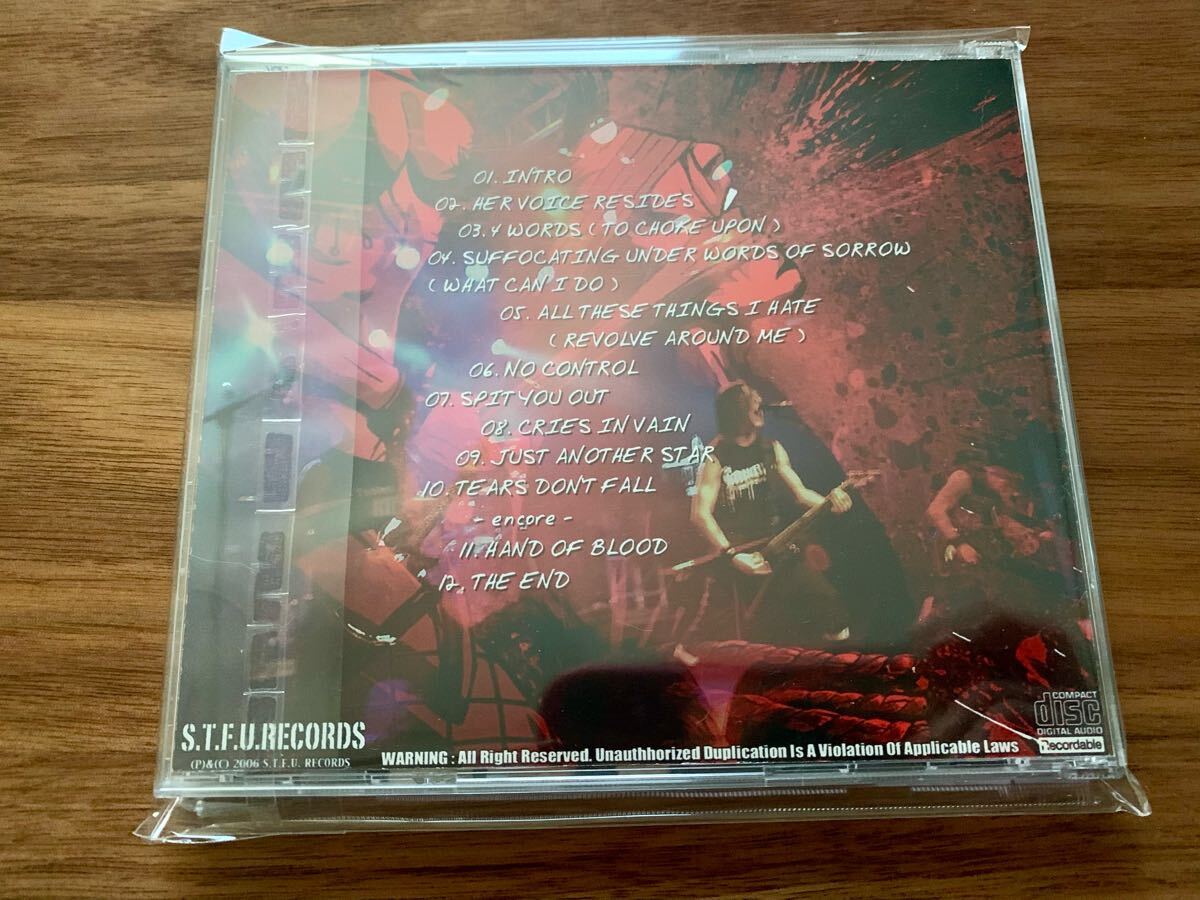 01. INTRO
02. HER VOICE RESIDES
03. 4 WORDS ( TO CHOKE UPON )
04. SUFFOCATING UNDER WORDS OF SORROW
( WHAT CAN I DO )
05. ALL THESE THINGS I HATE
( REVOLVE AROUND ME )
06. NO CONTROL
07. SPIT YOU OUT
08. CRIES IN VAIN
09. JUST ANOTHER STAR
10. TEARS DONT FALL
- encore -
11. HAND OF BLOOD
12. THE END
S.T.F.U.RECORDS
(P)&(C) 2006 S.T.F.U. RECORDS
WARNING : All Right Reserved. Unauthhorized Duplication Is A Violation Of Applicable Laws
COMPACT
disc
DIGITAL AUDIO
Recordable